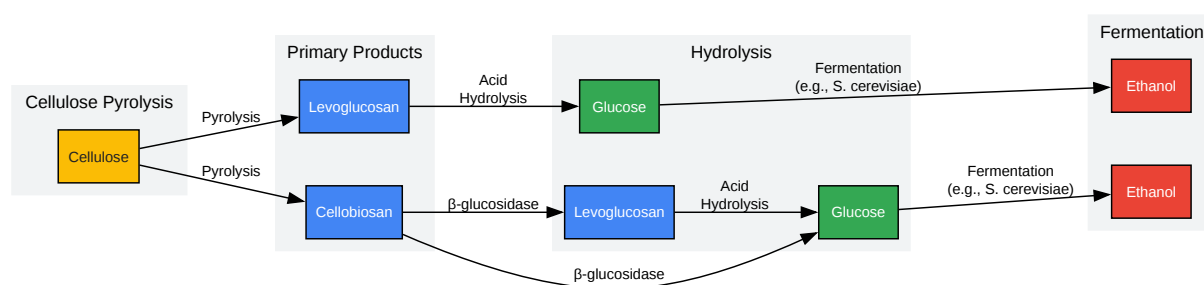 Cellulose Pyrolysis
Cellulose
Pyrolysis
Pyrolysis
Primary Products
Levoglucosan
Cellobiosan
Acid
Hydrolysis
β-glucosidase
β-glucosidase
Hydrolysis
Glucose
Levoglucosan
Acid
Hydrolysis
Glucose
Fermentation
(e.g., S. cerevisiae)
Fermentation
(e.g., S. cerevisiae)
Fermentation
Ethanol
Ethanol